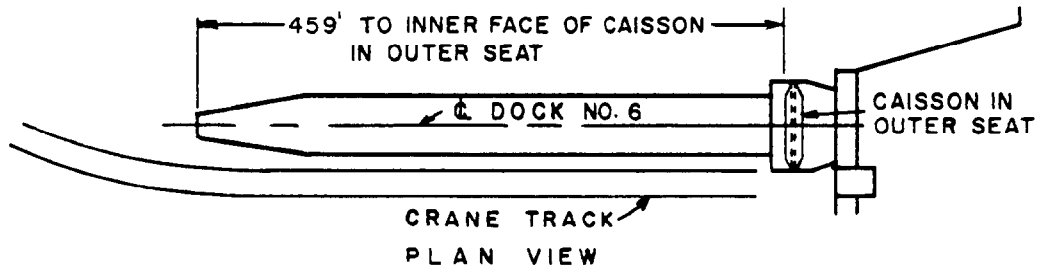 459' TO INNER FACE OF CAISSON
IN OUTER SEAT
℄ DOCK NO. 6
CAISSON IN
OUTER SEAT
CRANE TRACK
PLAN VIEW